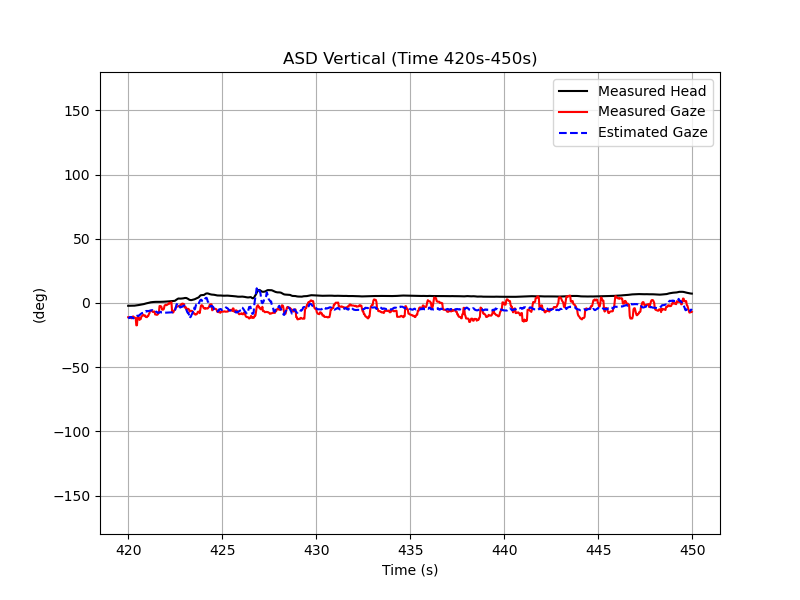 ASD Vertical (Time 420s-450s)
Measured Head
Measured Gaze
Estimated Gaze
150
100
50
0
−50
−100
−150
(deg)
420 425 430 435 440 445 450
Time (s)